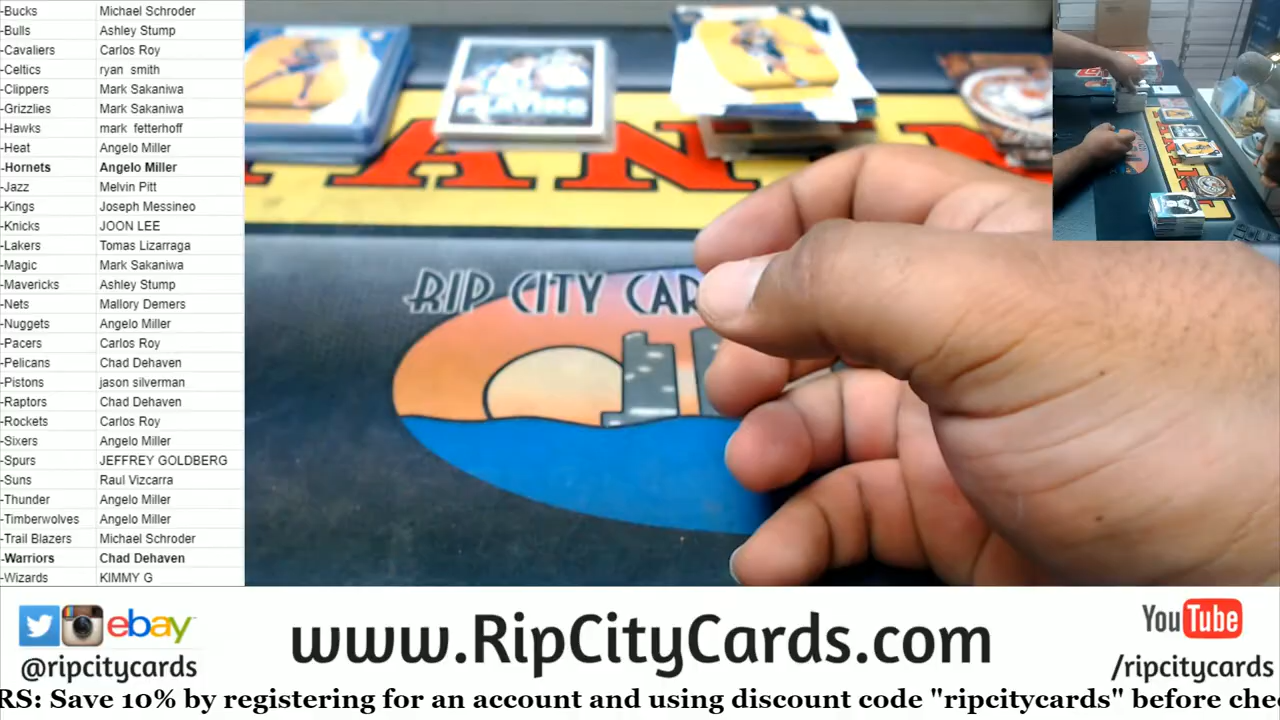 -Bucks Michael Schroder
-Bulls Ashley Stump
-Cavaliers Carlos Roy
-Celtics ryan smith
-Clippers Mark Sakaniwa
-Grizzlies Mark Sakaniwa
-Hawks mark fetterhoff
-Heat Angelo Miller
-Hornets Angelo Miller
-Jazz Melvin Pitt
-Kings Joseph Messineo
-Knicks JOON LEE
-Lakers Tomas Lizarraga
-Magic Mark Sakaniwa
-Mavericks Ashley Stump
-Nets Mallory Demers
-Nuggets Angelo Miller
-Pacers Carlos Roy
-Pelicans Chad Dehaven
-Pistons jason silverman
-Raptors Chad Dehaven
-Rockets Carlos Roy
-Sixers Angelo Miller
-Spurs JEFFREY GOLDBERG
-Suns Raul Vizcarra
-Thunder Angelo Miller
-Timberwolves Angelo Miller
-Trail Blazers Michael Schroder
-Warriors Chad Dehaven
-Wizards KIMMY G
RIP CITY CAR
ebay
@ripcitycards
www.RipCityCards.com
YouTube
/ripcitycards
RS: Save 10% by registering for an account and using discount code "ripcitycards" before chec